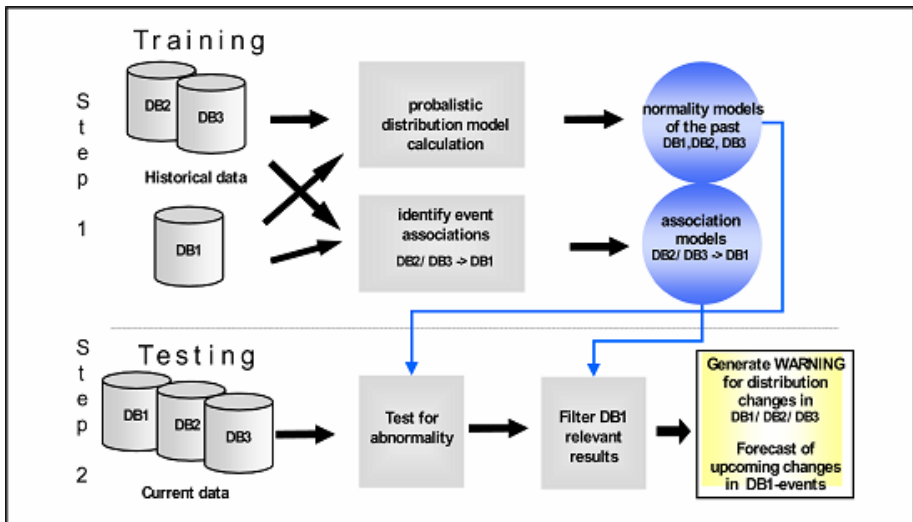 Training
Step 1
DB2
DB3
Historical data
DB1
probalistic
distribution model
calculation
identify event
associations
DB2/ DB3 -> DB1
normality models
of the past
DB1,DB2, DB3
association
models
DB2/ DB3 -> DB1
Step 2
Testing
DB1
DB2
DB3
Current data
Test for
abnormality
Filter DB1
relevant
results
Generate WARNING
for distribution
changes in
DB1/ DB2/ DB3
Forecast of
upcoming changes
in DB1-events